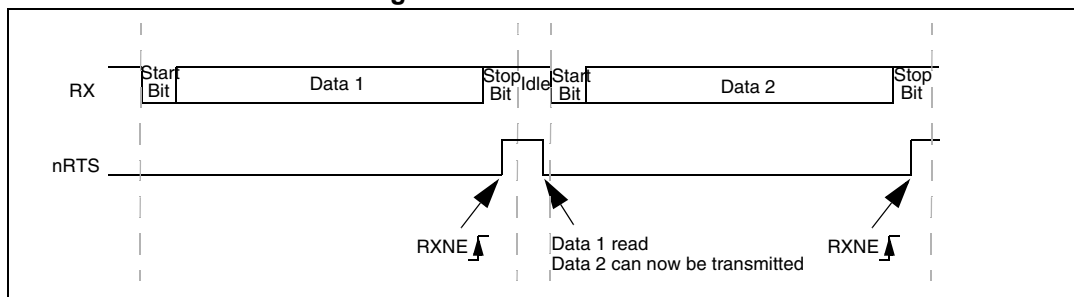 RX
Start
Bit
Data 1
Stop
Bit
Idle
Start
Bit
Data 2
Stop
Bit
nRTS
RXNE
Data 1 read
Data 2 can now be transmitted
RXNE